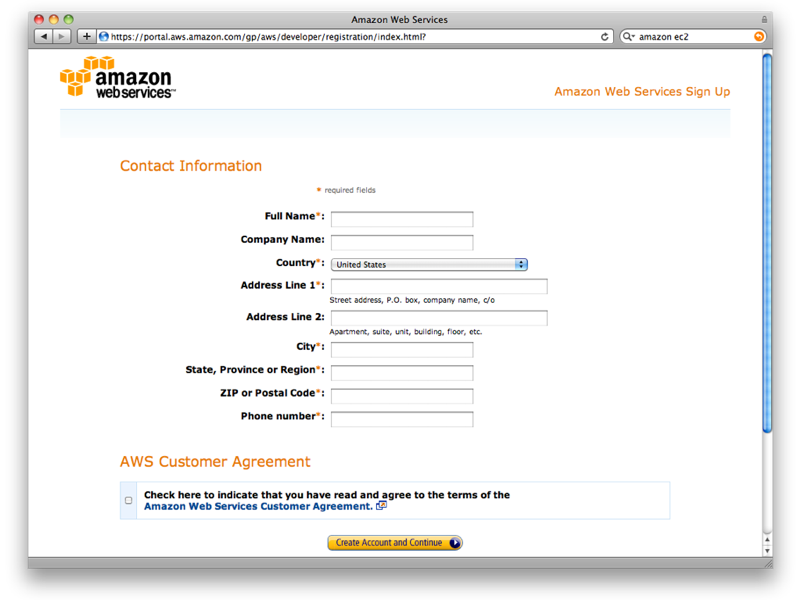 Amazon Web Services
https://portal.aws.amazon.com/gp/aws/developer/registration/index.html?
amazon ec2
amazon
webservices™
Amazon Web Services Sign Up
Contact Information
* required fields
Full Name*:
Company Name:
Country*: United States
Address Line 1*:
Street address, P.O. box, company name, c/o
Address Line 2:
Apartment, suite, unit, building, floor, etc.
City*:
State, Province or Region*:
ZIP or Postal Code*:
Phone number*:
AWS Customer Agreement
Check here to indicate that you have read and agree to the terms of the
Amazon Web Services Customer Agreement.
Create Account and Continue